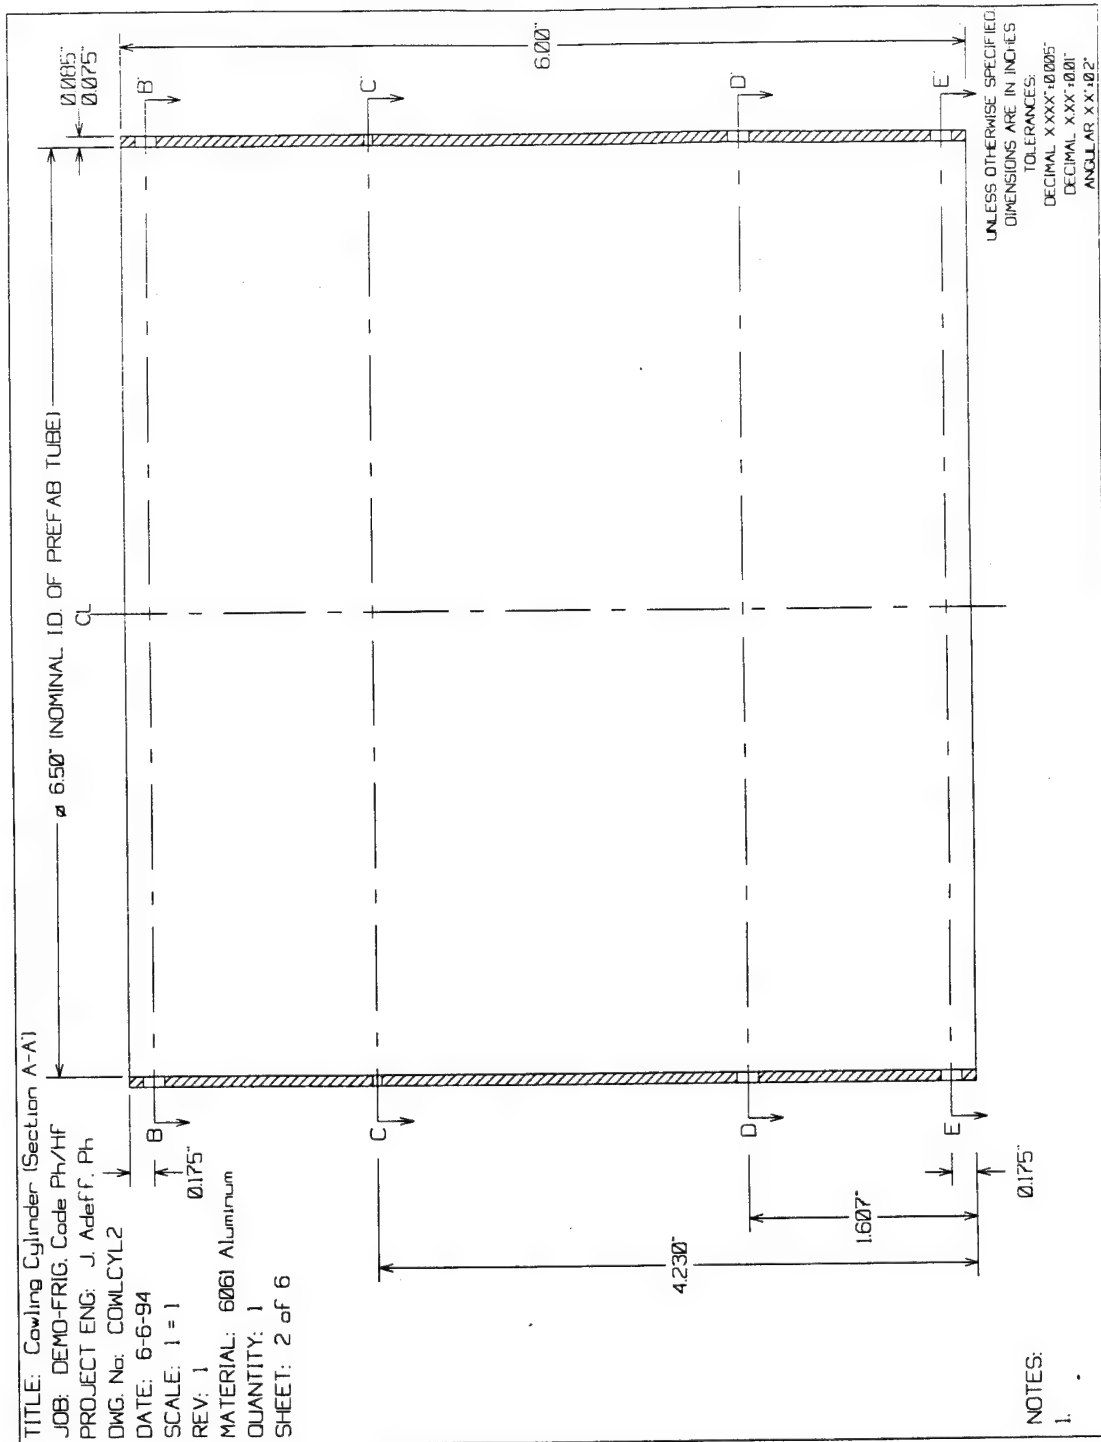 TITLE: Cowling Cylinder (Section A-A')
JOB: DEMO-FRIG. Code Ph/Hf
PROJECT ENG: J. Adeff. Ph
DWG. No: COWLCYL2
DATE: 6-6-94
SCALE: 1 = 1
REV: 1
MATERIAL: 6061 Aluminum
QUANTITY: 1
SHEET: 2 of 6
ø 6.50" (NOMINAL I.D. OF PREFAB TUBE)
CL
0.085"
0.075"
B
B'
C
C'
D
D'
E
E'
0.175"
6.00"
4.230"
1.607"
0.175"
NOTES:
1.
UNLESS OTHERWISE SPECIFIED
DIMENSIONS ARE IN INCHES
TOLERANCES:
DECIMAL X.XXX"±0.005"
DECIMAL X.XX"±0.01"
ANGULAR X.X°±0.2°